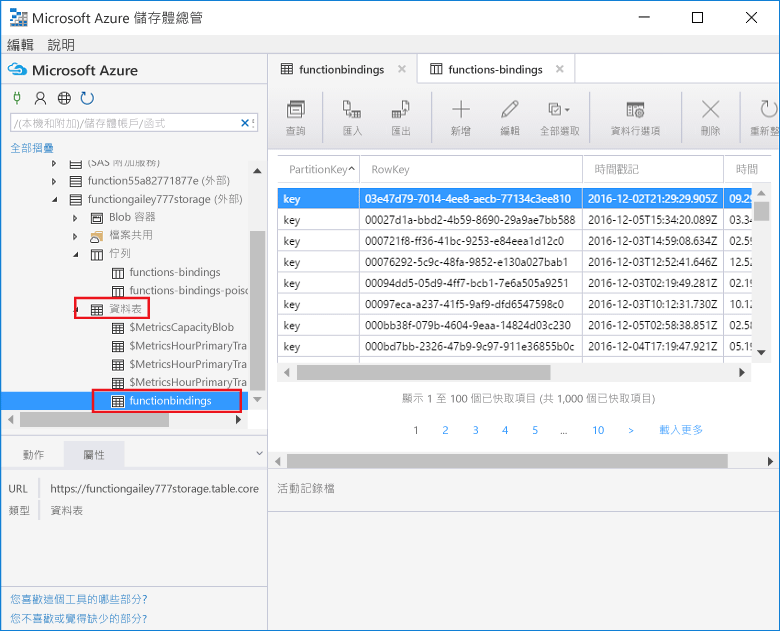 Microsoft Azure 儲存體總管
編輯 說明
Microsoft Azure
/(本機和附加)/儲存體帳戶/函式
全部摺疊
(SAS 附加服務)
function55a82771877e (外部)
functiongailey777storage (外部)
Blob 容器
檔案共用
佇列
functions-bindings
functions-bindings-poisc
資料表
$MetricsCapacityBlob
$MetricsHourPrimaryTra
$MetricsHourPrimaryTra
$MetricsHourPrimaryTra
functionbindings
動作 屬性
URL https://functiongailey777storage.table.core
類型 資料表
您喜歡這個工具的哪些部分?
您不喜歡或覺得缺少的部分?
functionbindings functions-bindings
查詢 匯入 匯出 新增 編輯 全部選取 資料行選項 刪除 重新整
PartitionKey RowKey 時間戳記 時間
key 03e47d79-7014-4ee8-aecb-77134c3ee810 2016-12-02T21:29:29.905Z 09.29
key 00027d1a-bbd2-4b59-8690-29a9ae7bb588 2016-12-05T15:34:20.089Z 03.34
key 000721f8-ff36-41bc-9253-e84eea1d12c0 2016-12-03T14:59:08.634Z 02.59
key 00076292-5c9c-48fa-9852-e130a027bab1 2016-12-03T12:52:41.646Z 12.52
key 00094dd5-05d9-4ff7-bcb1-7e6a505a9251 2016-12-03T02:19:49.281Z 02.19
key 00097eca-a237-41f5-9af9-dfd6547598c0 2016-12-03T10:12:31.730Z 10.12
key 000bb38f-079b-4604-9eaa-14824d03c230 2016-12-05T02:58:38.851Z 02.58
key 000bd7bb-2326-47b9-9c97-911e36855b0c 2016-12-04T17:19:47.921Z 05.19
顯示 1 至 100 個已快取項目 (共 1,000 個已快取項目)
1 2 3 4 5 ... 10 > 載入更多
活動記錄檔